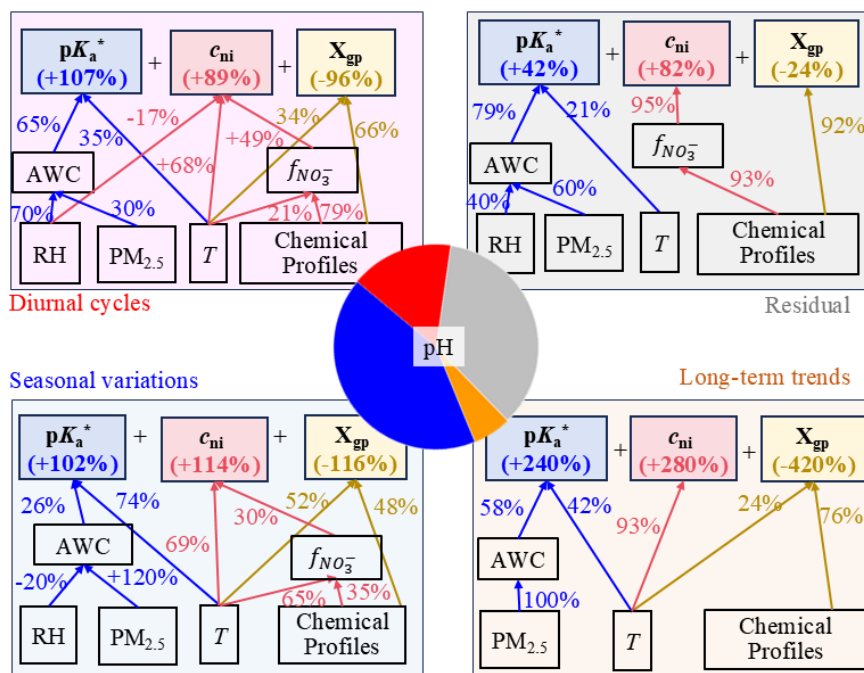 pKa* + cni + Xgp
(+107%) (+89%) (-96%)
65% 35% -17% +68% +49% 34% 66%
AWC fNO3-
70% 30% 21% 79%
RH PM2.5 T Chemical Profiles
Diurnal cycles
pKa* + cni + Xgp
(+42%) (+82%) (-24%)
79% 21% 95% 92%
AWC fNO3-
40% 60% 93%
RH PM2.5 T Chemical Profiles
Residual
pH
Seasonal variations
pKa* + cni + Xgp
(+102%) (+114%) (-116%)
26% 74% 69% 30% 52% 48%
AWC fNO3-
-20% +120% 65% 35%
RH PM2.5 T Chemical Profiles
Long-term trends
pKa* + cni + Xgp
(+240%) (+280%) (-420%)
58% 42% 93% 24% 76%
AWC
100%
PM2.5 T Chemical Profiles